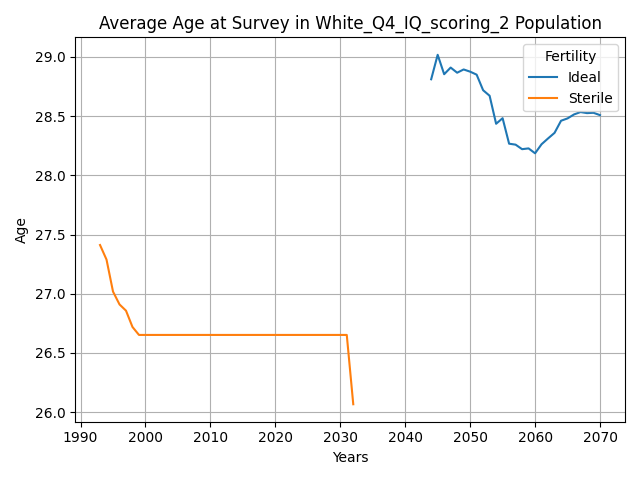 Average Age at Survey in White_Q4_IQ_scoring_2 Population
Fertility
Ideal
Sterile
29.0
28.5
28.0
27.5
27.0
26.5
26.0
Age
1990 2000 2010 2020 2030 2040 2050 2060 2070
Years